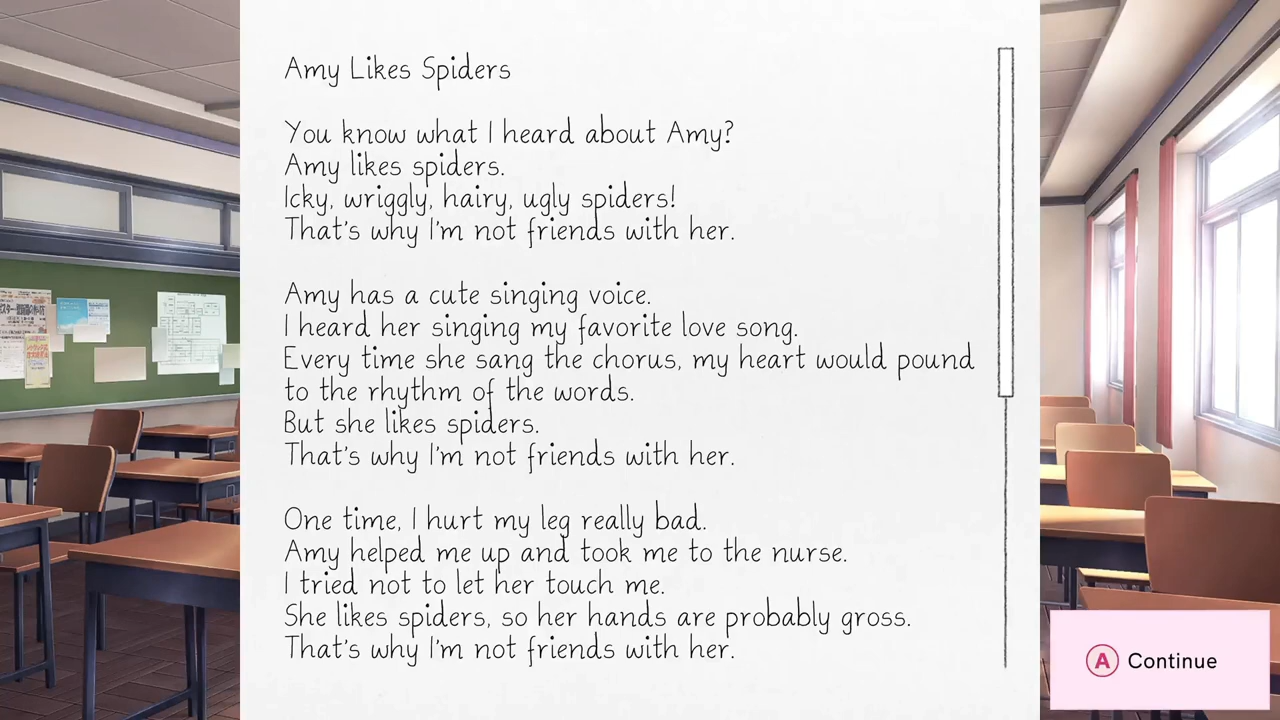 Amy Likes Spiders
You know what I heard about Amy?
Amy likes spiders.
Icky, wriggly, hairy, ugly spiders!
That's why I'm not friends with her.
Amy has a cute singing voice.
I heard her singing my favorite love song.
Every time she sang the chorus, my heart would pound
to the rhythm of the words.
But she likes spiders.
That's why I'm not friends with her.
One time, I hurt my leg really bad.
Amy helped me up and took me to the nurse.
I tried not to let her touch me.
She likes spiders, so her hands are probably gross.
That's why I'm not friends with her.
A Continue